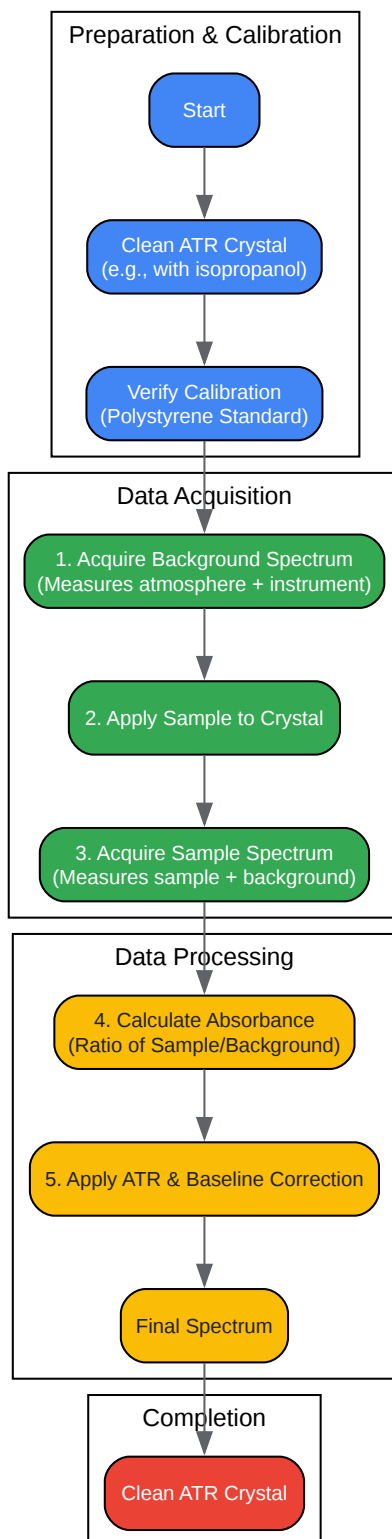 Preparation & Calibration
Start
Clean ATR Crystal
(e.g., with isopropanol)
Verify Calibration
(Polystyrene Standard)
Data Acquisition
1. Acquire Background Spectrum
(Measures atmosphere + instrument)
2. Apply Sample to Crystal
3. Acquire Sample Spectrum
(Measures sample + background)
Data Processing
4. Calculate Absorbance
(Ratio of Sample/Background)
5. Apply ATR & Baseline Correction
Final Spectrum
Completion
Clean ATR Crystal